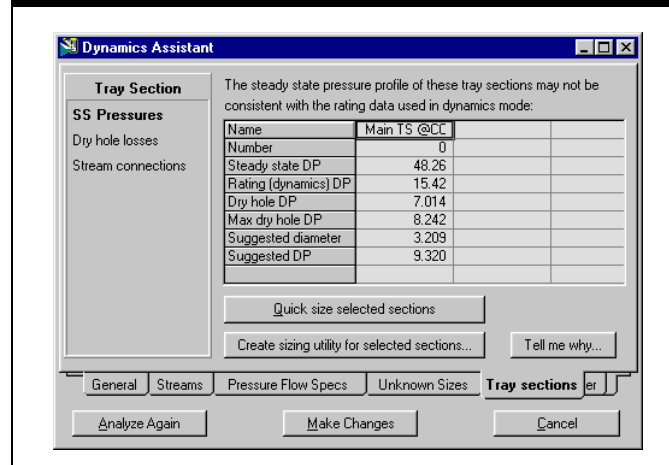 Dynamics Assistant
Tray Section
SS Pressures
Dry hole losses
Stream connections
The steady state pressure profile of these tray sections may not be
consistent with the rating data used in dynamics mode:
Name Main TS @CC
Number 0
Steady state DP 48.26
Rating (dynamics) DP 15.42
Dry hole DP 7.014
Max dry hole DP 8.242
Suggested diameter 3.209
Suggested DP 9.320
Quick size selected sections
Create sizing utility for selected sections... Tell me why...
General Streams Pressure Flow Specs Unknown Sizes Tray sections er
Analyze Again Make Changes Cancel